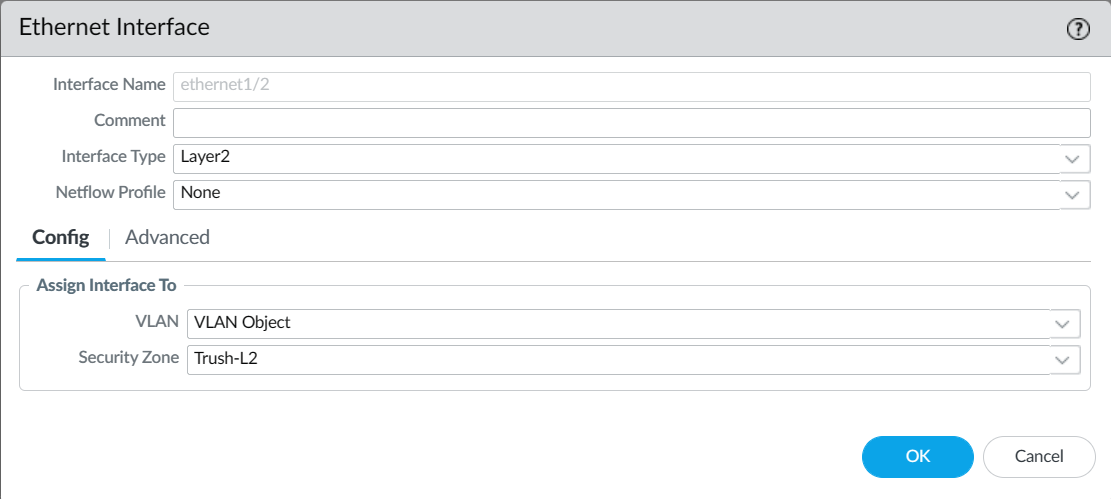 Ethernet Interface
?
Interface Name ethernet1/2
Comment
Interface Type Layer2
Netflow Profile None
Config Advanced
Assign Interface To
VLAN VLAN Object
Security Zone Trush-L2
OK Cancel